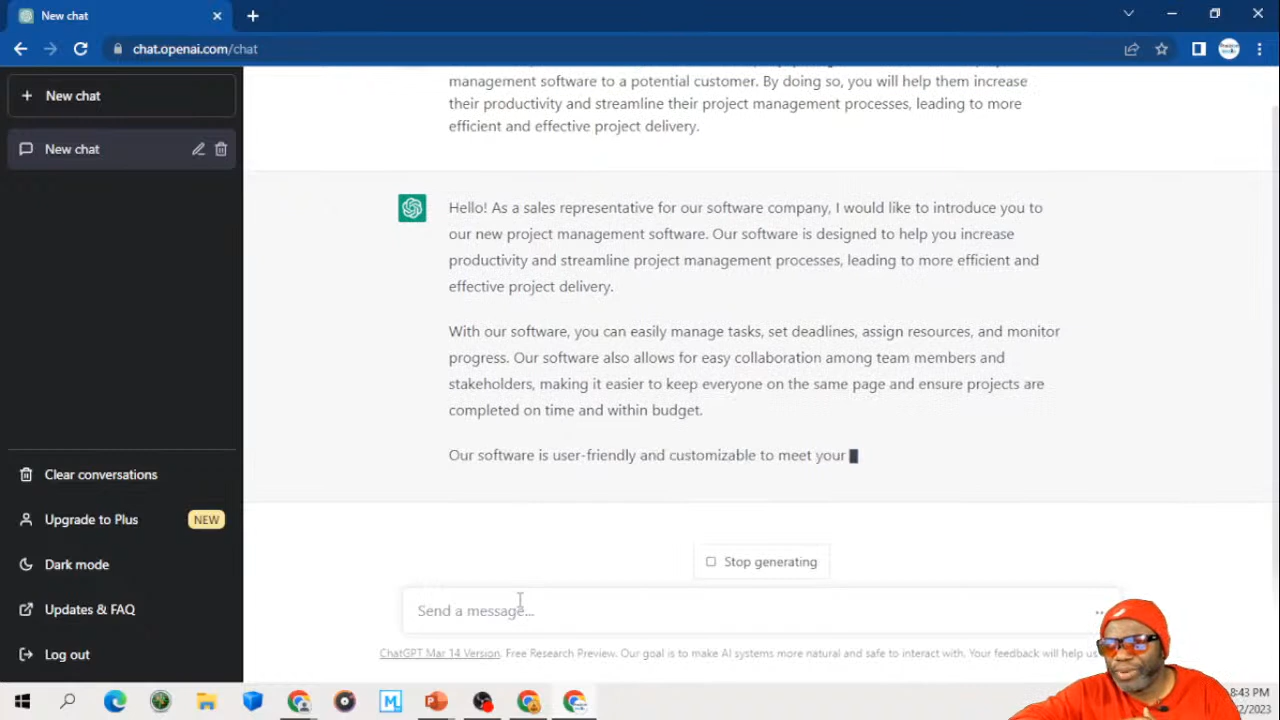 New chat
chat.openai.com/chat
New chat
New chat
Clear conversations
Upgrade to Plus NEW
Dark mode
Updates & FAQ
Log out
management software to a potential customer. By doing so, you will help them increase
their productivity and streamline their project management processes, leading to more
efficient and effective project delivery.
Hello! As a sales representative for our software company, I would like to introduce you to
our new project management software. Our software is designed to help you increase
productivity and streamline project management processes, leading to more efficient and
effective project delivery.
With our software, you can easily manage tasks, set deadlines, assign resources, and monitor
progress. Our software also allows for easy collaboration among team members and
stakeholders, making it easier to keep everyone on the same page and ensure projects are
completed on time and within budget.
Our software is user-friendly and customizable to meet your
Stop generating
Send a message...
ChatGPT Mar 14 Version. Free Research Preview. Our goal is to make AI systems more natural and safe to interact with. Your feedback will help us
8:43 PM
/2023